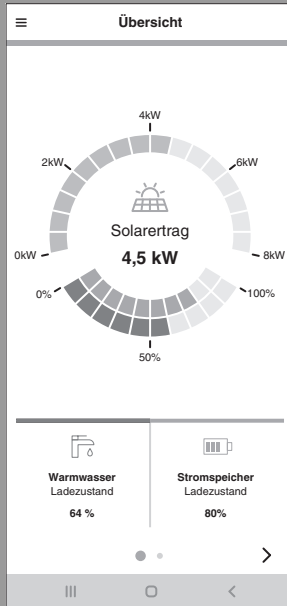 Übersicht
4kW
2kW
6kW
Solarertrag
4,5 kW
0kW
8kW
0%
100%
50%
Warmwasser
Ladezustand
64 %
Stromspeicher
Ladezustand
80%